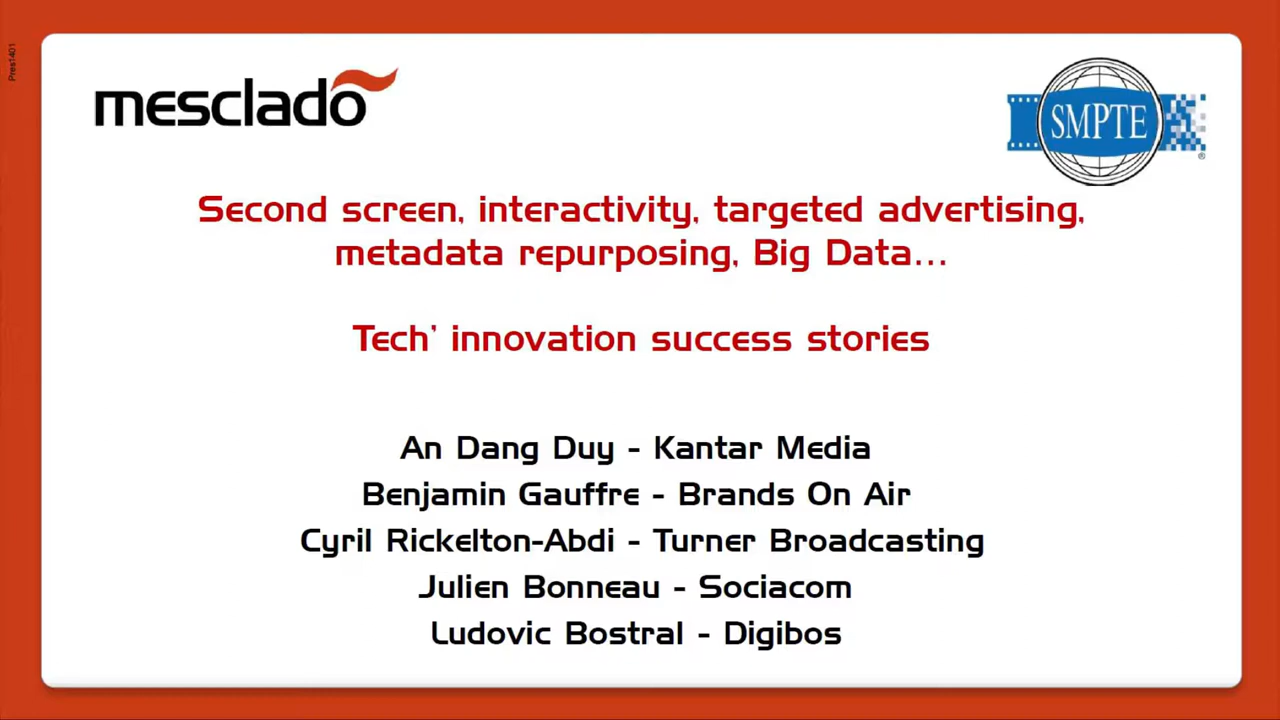 Pres1401
mesclado
SMPTE
®
Second screen, interactivity, targeted advertising,
metadata repurposing, Big Data...
Tech' innovation success stories
An Dang Duy - Kantar Media
Benjamin Gauffre - Brands On Air
Cyril Rickelton-Abdi - Turner Broadcasting
Julien Bonneau - Sociacom
Ludovic Bostral - Digibos